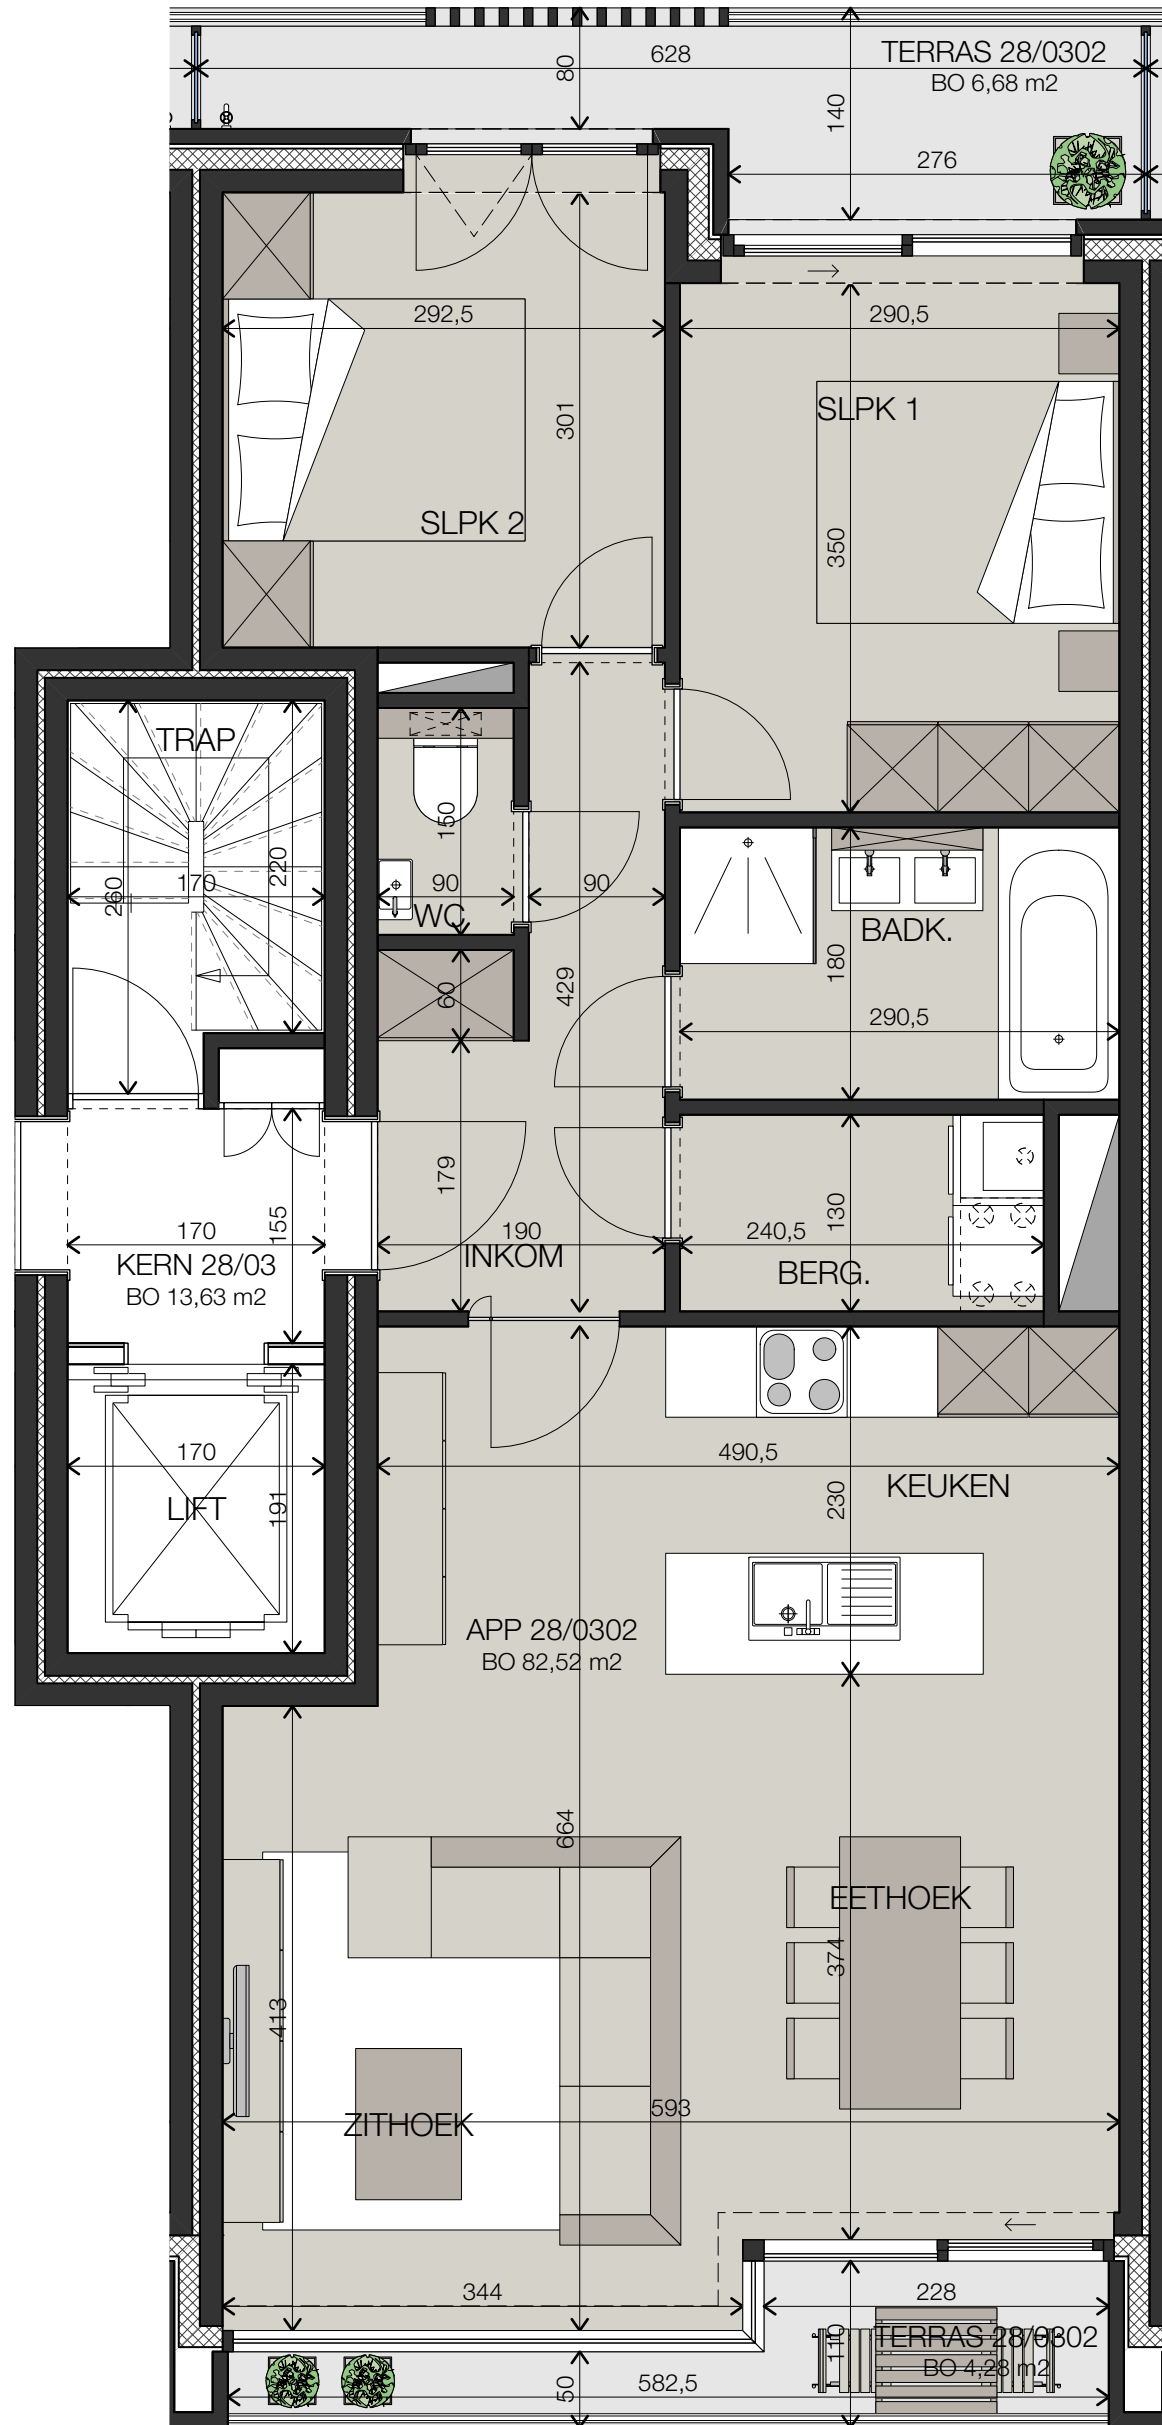 628
80
TERRAS 28/0302
BO 6,68 m2
140
276
292,5
290,5
301
SLPK 1
SLPK 2
350
TRAP
150
220
260
170
90
90
WC
BADK.
180
60
429
290,5
179
155
130
170
190
240,5
KERN 28/03
BO 13,63 m2
INKOM
BERG.
170
490,5
191
230
KEUKEN
LIFT
APP 28/0302
BO 82,52 m2
664
EETHOEK
374
413
593
ZITHOEK
344
228
110
TERRAS 28/0302
BO 4,28 m2
50
582,5